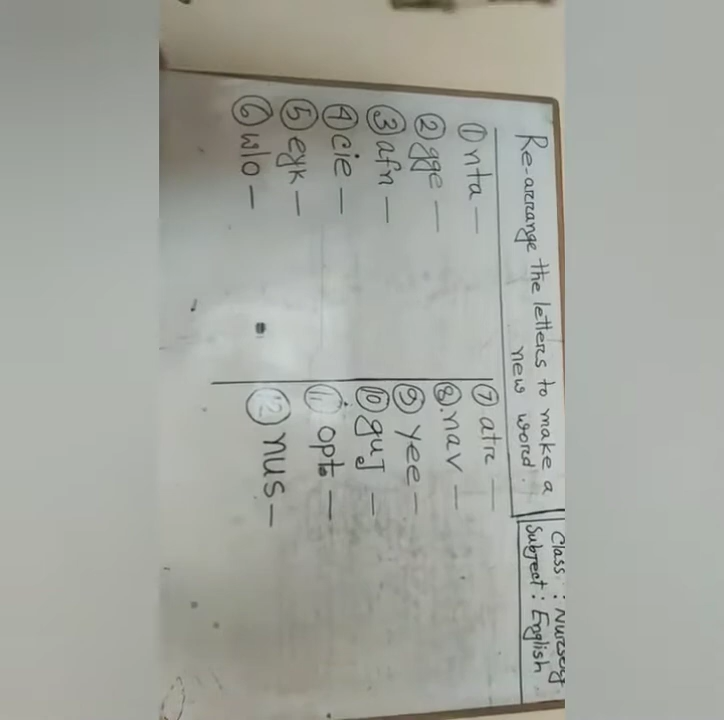 Class : Nursery
Subject : English
Re-arrange the letters to make a
new word.
① nta —
② gge —
③ afn —
④ cie —
⑤ eyk —
⑥ wlo —
⑦ atr —
⑧ nav —
⑨ yee —
⑩ guJ —
⑪ opt —
⑫ nus —